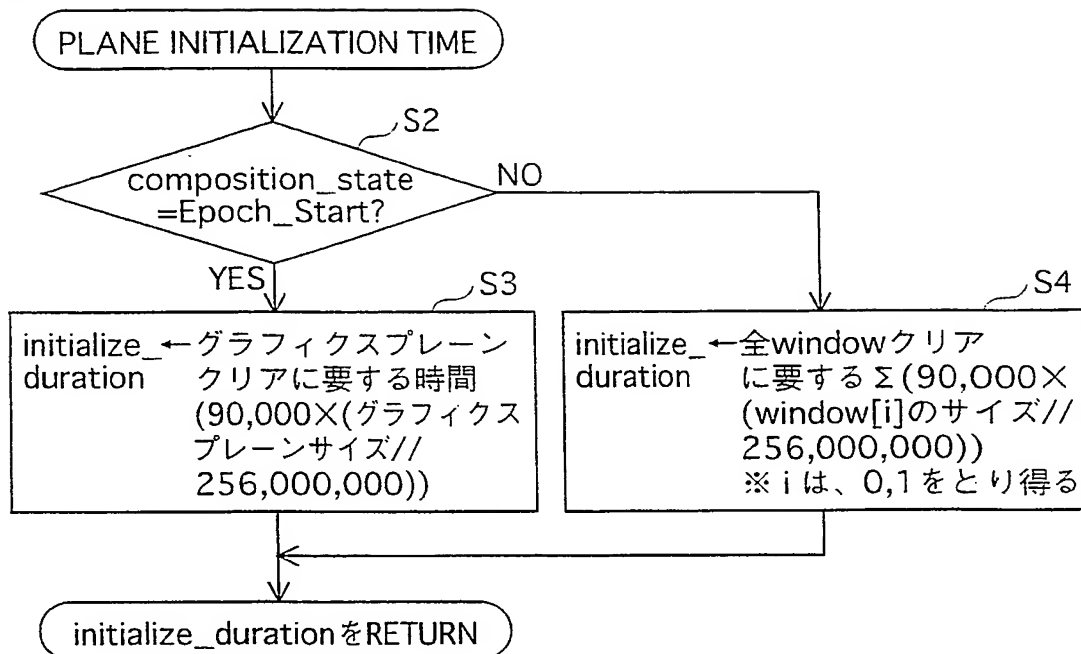 PLANE INITIALIZATION TIME
S2
composition_state
=Epoch_Start?
NO
YES
S3
initialize_←グラフィクスプレーン
duration クリアに要する時間
(90,000×(グラフィクス
プレーンサイズ//
256,000,000))
S4
initialize_←全windowクリア
duration に要するΣ(90,000×
(window[i]のサイズ//
256,000,000))
※iは、0,1をとり得る
initialize_durationをRETURN